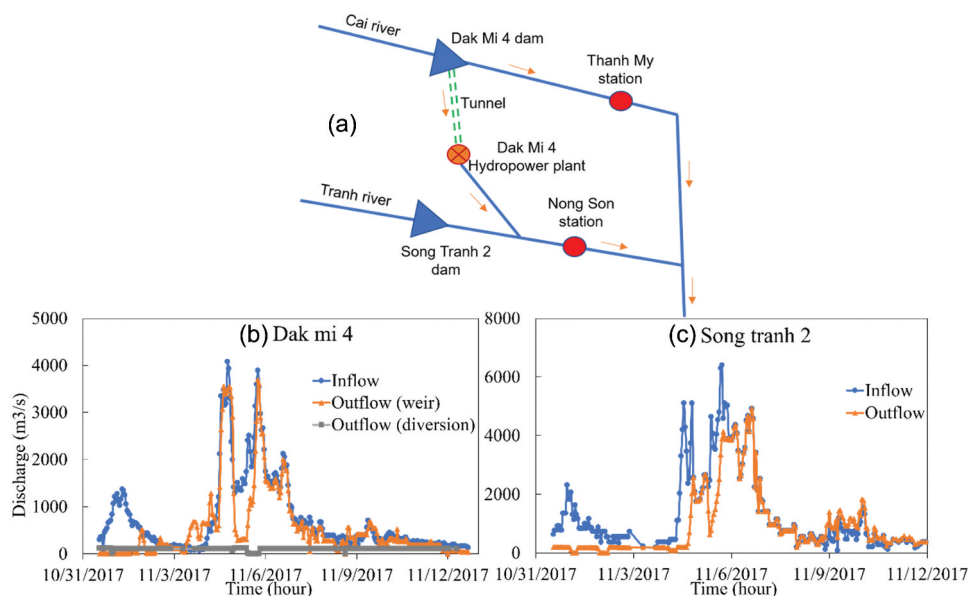 Cai river
Dak Mi 4 dam
Thanh My
station
Tunnel
(a)
Dak Mi 4
Hydropower plant
Tranh river
Nong Son
station
Song Tranh 2
dam
(b) Dak mi 4
Discharge (m3/s)
5000
4000
3000
2000
1000
0
Inflow
Outflow (weir)
Outflow (diversion)
10/31/2017 11/3/2017 11/6/2017 11/9/2017 11/12/2017
Time (hour)
(c) Song tranh 2
8000
6000
4000
2000
0
Inflow
Outflow
10/31/2017 11/3/2017 11/6/2017 11/9/2017 11/12/2017
Time (hour)